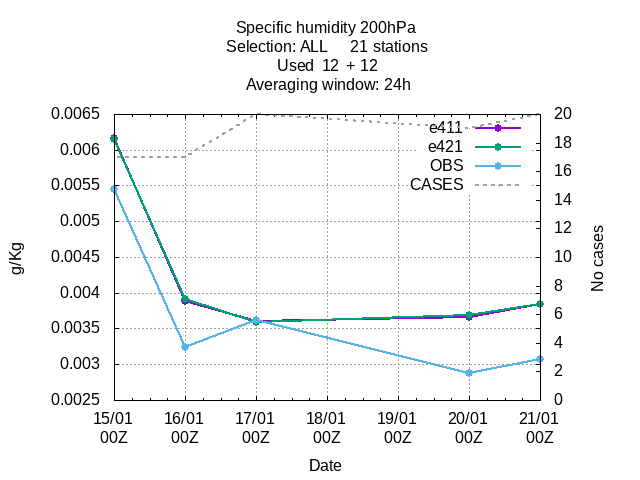 Specific humidity 200hPa
Selection: ALL 21 stations
Used 12 + 12
Averaging window: 24h
0.0065
0.006
0.0055
0.005
0.0045
0.004
0.0035
0.003
0.0025
g/Kg
e411
e421
OBS
CASES
20
18
16
14
12
10
8
6
4
2
0
No cases
15/01 16/01 17/01 18/01 19/01 20/01 21/01
00Z 00Z 00Z 00Z 00Z 00Z 00Z
Date